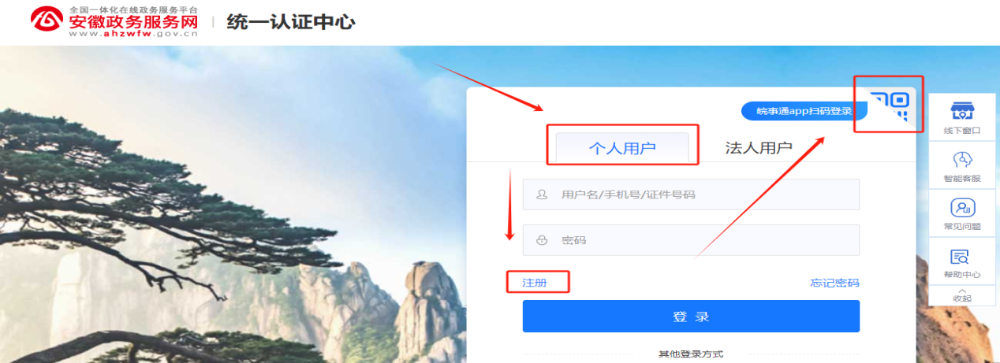 全国一体化在线政务服务平台
安徽政务服务网
www.ahzwfw.gov.cn
统一认证中心
皖事通app扫码登录
个人用户
法人用户
用户名/手机号/证件号码
密码
注册
忘记密码
登 录
其他登录方式
线下窗口
智能客服
常见问题
帮助中心
收起